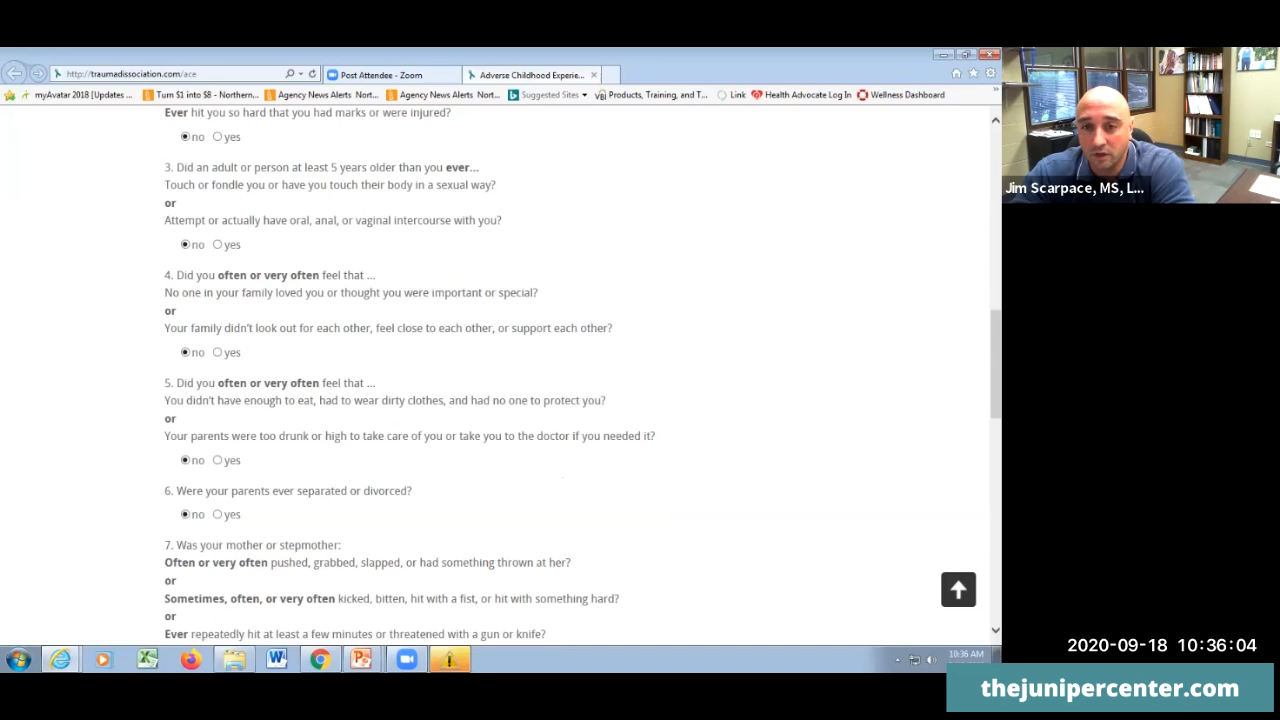 http://traumadissociation.com/ace
Post Attendee - Zoom
Adverse Childhood Experie...
myAvatar 2018 [Updates ...
Turn $1 into $8 - Northern...
Agency News Alerts Nort...
Agency News Alerts Nort...
Suggested Sites
Products, Training, and T...
Link
Health Advocate Log In
Wellness Dashboard
Ever hit you so hard that you had marks or were injured?
no yes
3. Did an adult or person at least 5 years older than you ever...
Touch or fondle you or have you touch their body in a sexual way?
or
Attempt or actually have oral, anal, or vaginal intercourse with you?
no yes
4. Did you often or very often feel that ...
No one in your family loved you or thought you were important or special?
or
Your family didn't look out for each other, feel close to each other, or support each other?
no yes
5. Did you often or very often feel that ...
You didn't have enough to eat, had to wear dirty clothes, and had no one to protect you?
or
Your parents were too drunk or high to take care of you or take you to the doctor if you needed it?
no yes
6. Were your parents ever separated or divorced?
no yes
7. Was your mother or stepmother:
Often or very often pushed, grabbed, slapped, or had something thrown at her?
or
Sometimes, often, or very often kicked, bitten, hit with a fist, or hit with something hard?
or
Ever repeatedly hit at least a few minutes or threatened with a gun or knife?
10:36 AM
Jim Scarpace, MS, L...
2020-09-18 10:36:04
thejunipercenter.com